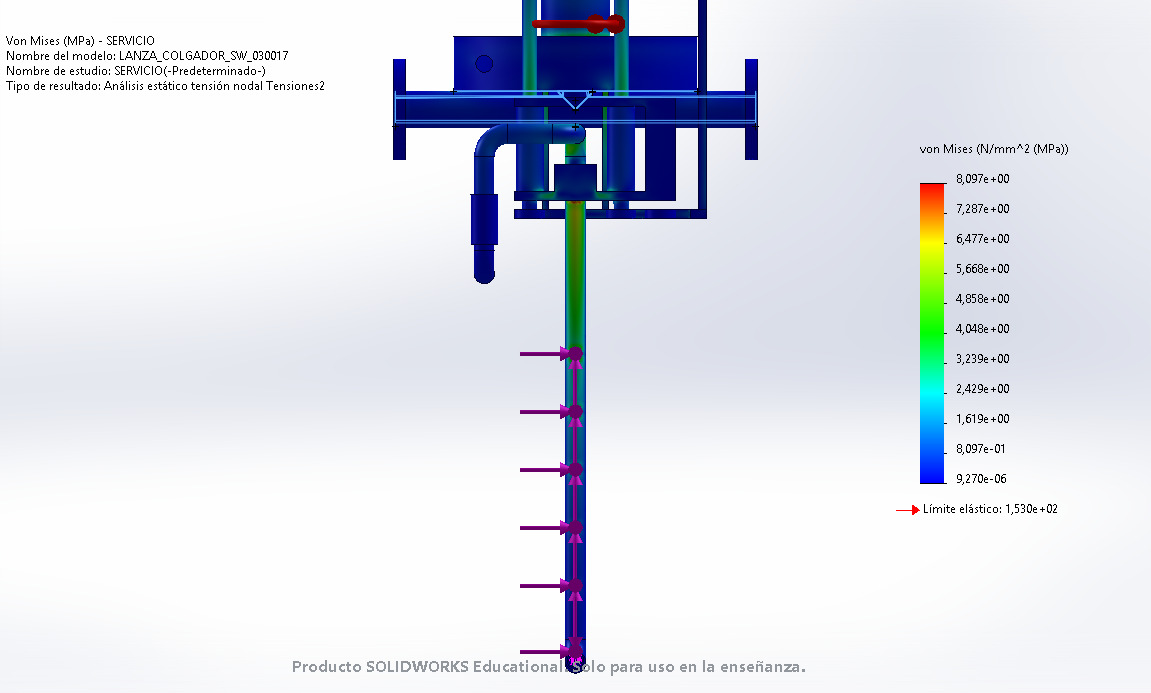 Von Mises (MPa) - SERVICIO
Nombre del modelo: LANZA_COLGADOR_SW_030017
Nombre de estudio: SERVICIO(-Predeterminado-)
Tipo de resultado: Análisis estático tensión nodal Tensiones2
von Mises (N/mm^2 (MPa))
8,097e+00
7,287e+00
6,477e+00
5,668e+00
4,858e+00
4,048e+00
3,239e+00
2,429e+00
1,619e+00
8,097e-01
9,270e-06
Límite elástico: 1,530e+02
Producto SOLIDWORKS Educational. Solo para uso en la enseñanza.